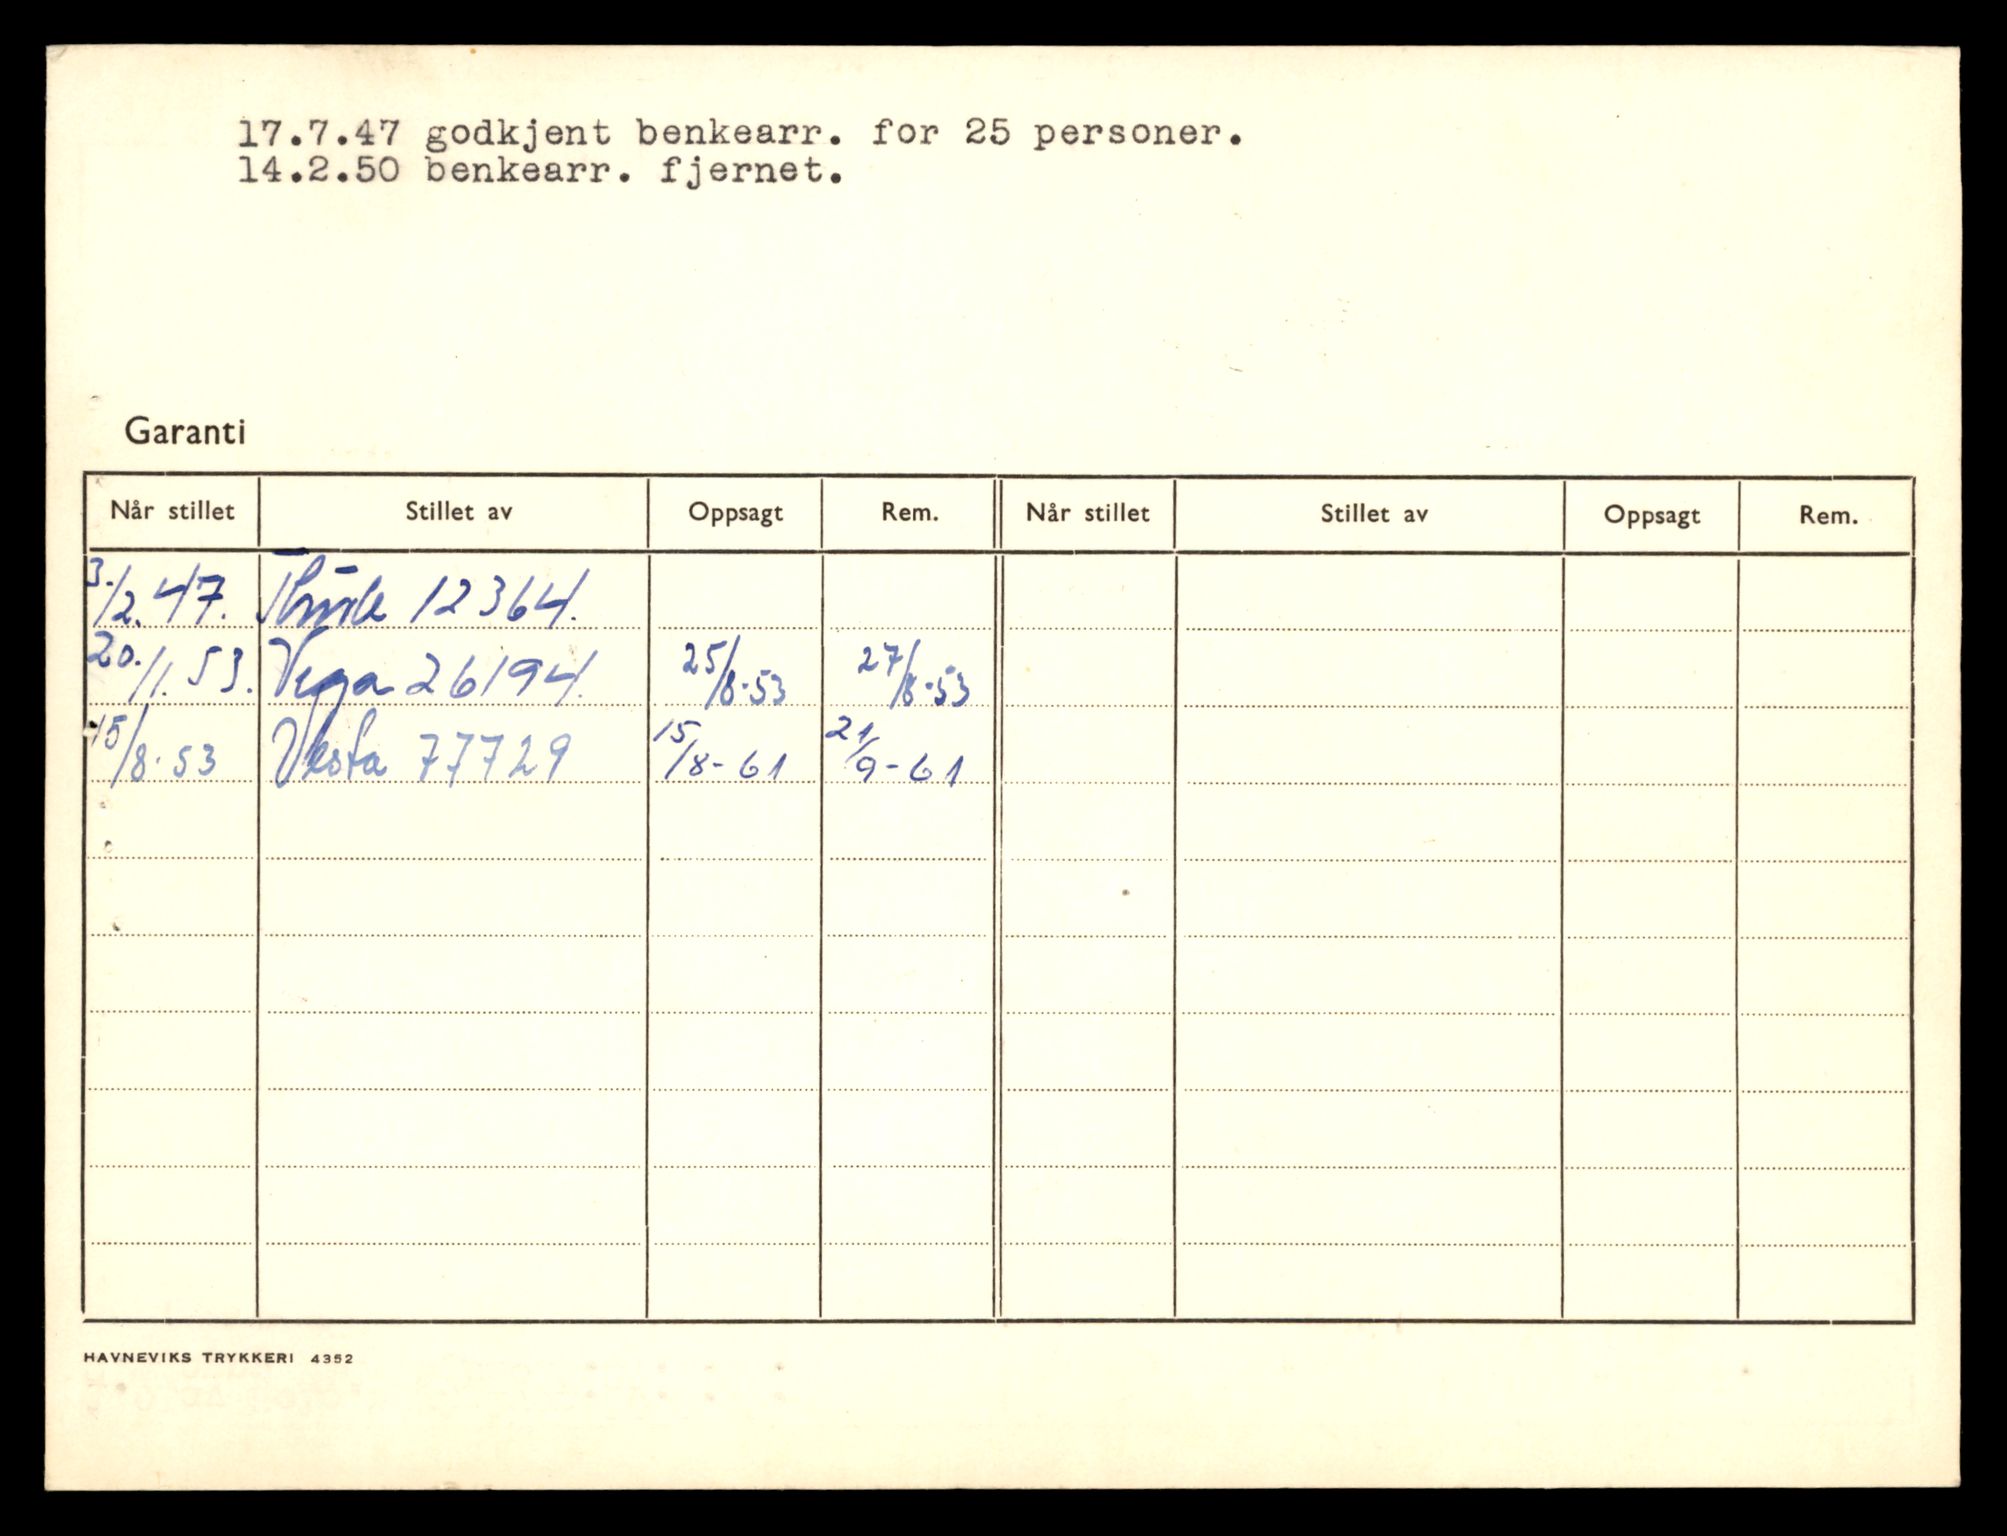 17.7.47 godkjent benkearr. for 25 personer.
14.2.50 benkearr. fjernet.
Garanti
Når stillet Stillet av Oppsagt Rem. Når stillet Stillet av Oppsagt Rem.
3./2.47. 12364.
20./1.53. Vega 26194. 25/8-53 27/8-53
15/8-53 Vesta 77729 15/8-61 21/9-61
HAVNEVIKS TRYKKERI 4352